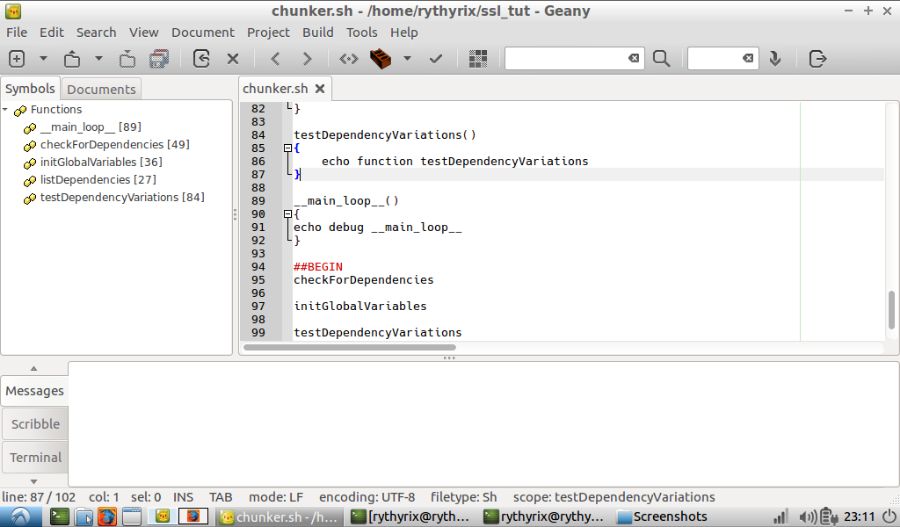 chunker.sh - /home/rythyrix/ssl_tut - Geany
File Edit Search View Document Project Build Tools Help
Symbols Documents
Functions
__main_loop__ [89]
checkForDependencies [49]
initGlobalVariables [36]
listDependencies [27]
testDependencyVariations [84]
chunker.sh
82 }
83
84 testDependencyVariations()
85 {
86 echo function testDependencyVariations
87 }
88
89 __main_loop__()
90 {
91 echo debug __main_loop__
92 }
93
94 ##BEGIN
95 checkForDependencies
96
97 initGlobalVariables
98
99 testDependencyVariations
Messages
Scribble
Terminal
line: 87 / 102 col: 1 sel: 0 INS TAB mode: LF encoding: UTF-8 filetype: Sh scope: testDependencyVariations
chunker.sh - /h... [rythyrix@ryth... rythyrix@rythy... Screenshots 23:11